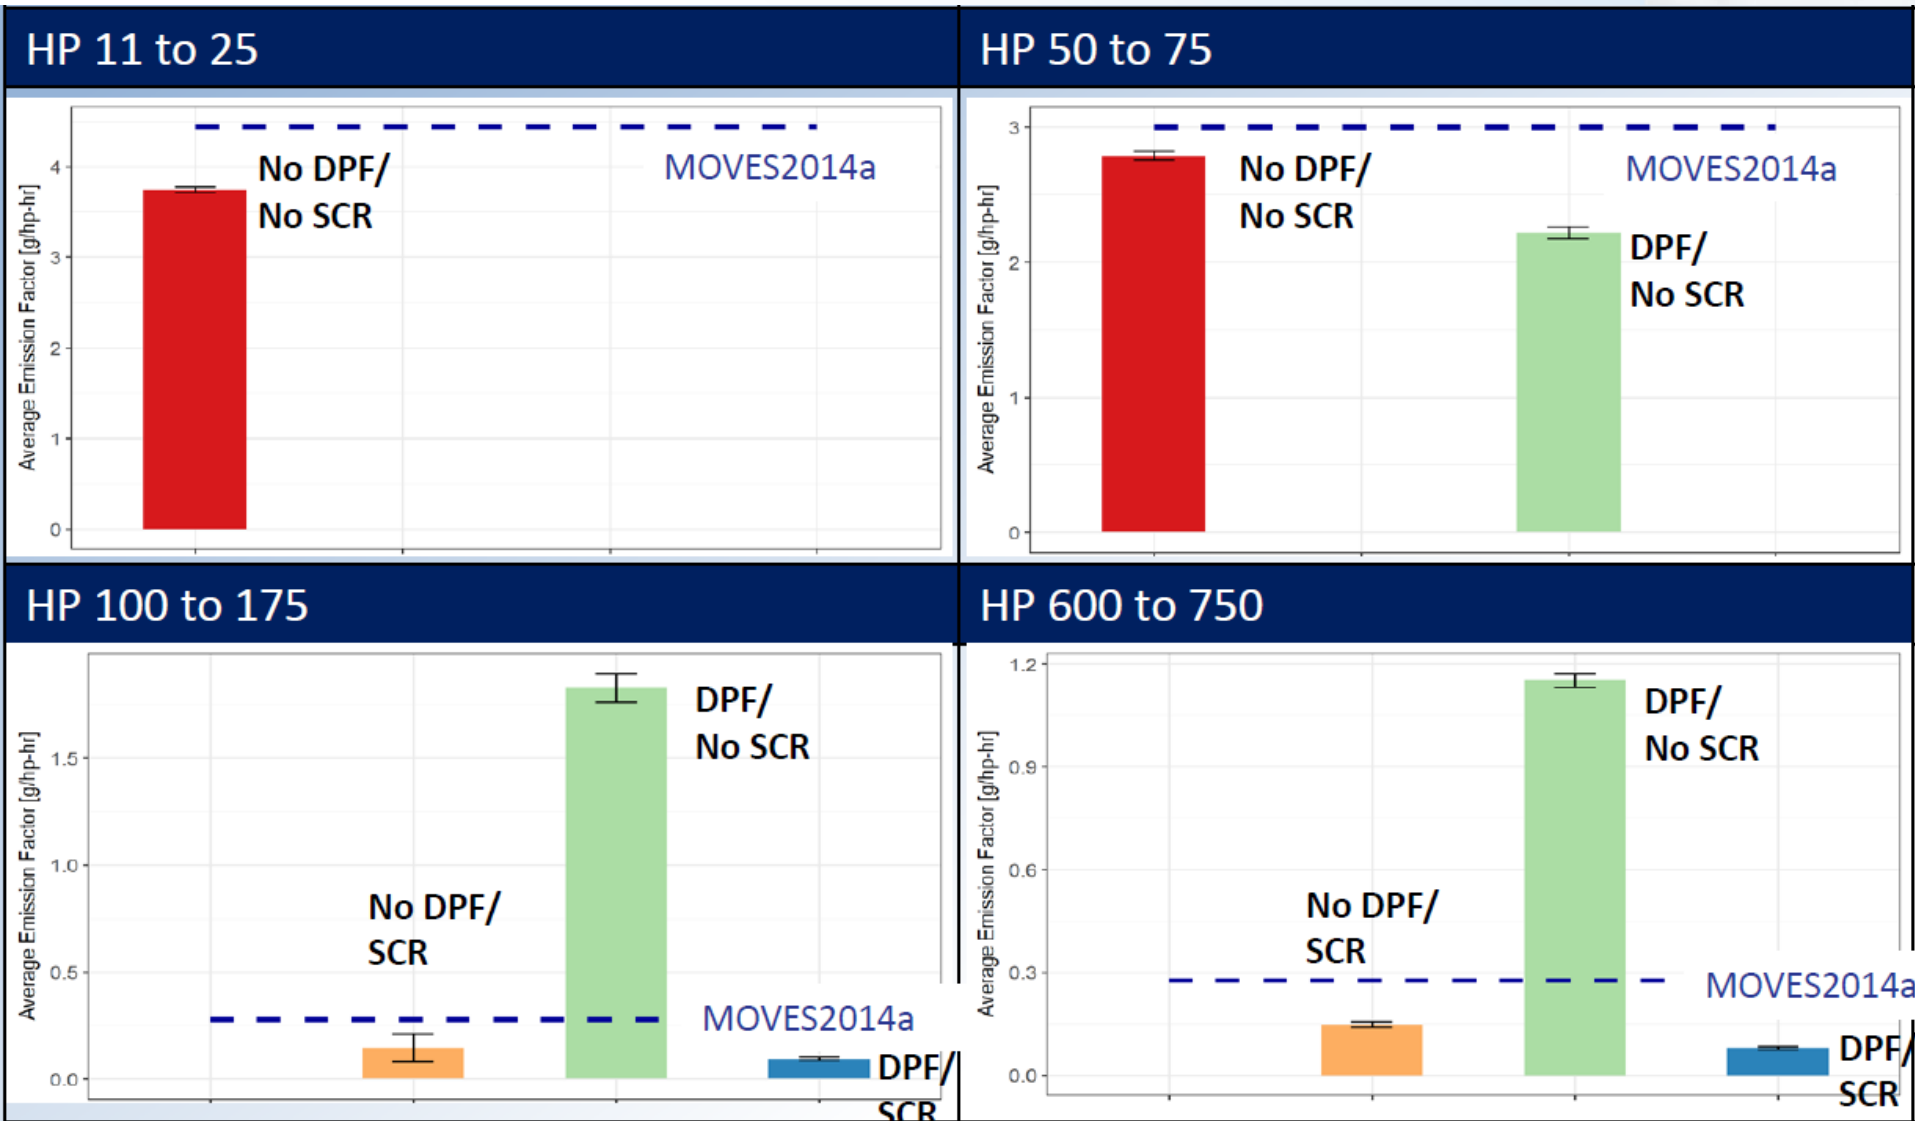 HP 11 to 25
4
3
2
1
0
Average Emission Factor [g/hp-hr]
No DPF/
No SCR
MOVES2014a
HP 50 to 75
3
2
1
0
Average Emission Factor [g/hp-hr]
No DPF/
No SCR
MOVES2014a
DPF/
No SCR
HP 100 to 175
1.5
1.0
0.5
0.0
Average Emission Factor [g/hp-hr]
DPF/
No SCR
No DPF/
SCR
MOVES2014a
DPF/
SCR
HP 600 to 750
1.2
0.9
0.6
0.3
0.0
Average Emission Factor [g/hp-hr]
DPF/
No SCR
No DPF/
SCR
MOVES2014a
DPF/
SCR